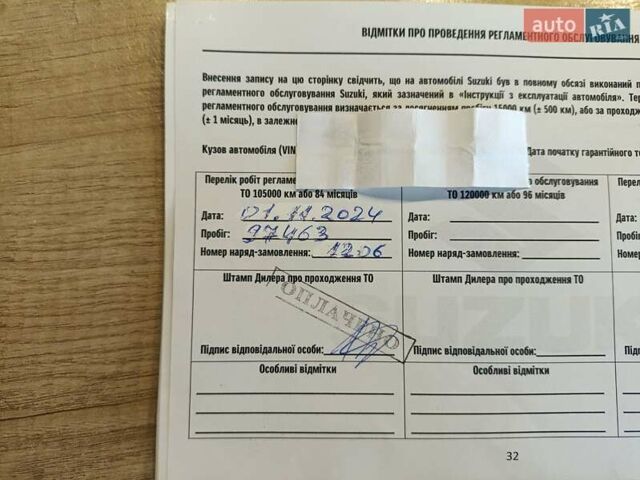 auto RIA
ВІДМІТКИ ПРО ПРОВЕДЕННЯ РЕГЛАМЕНТНОГО ОБСЛУГОВУВАННЯ
Внесення запису на цю сторінку свідчить, що на автомобілі Suzuki був в повному обсязі виконаний
регламентного обслуговування Suzuki, який зазначений в «Інструкції з експлуатації автомобіля».
регламентного обслуговування визначається за досягненням пробігу 15000 км (± 500 км), або за
(± 1 місяць), в
Кузов автомобіля (VIN Дата початку гарантійного
Перелік робіт обслуговування
ТО 105000 км або 84 місяців ТО 120000 км або 96 місяців
Дата: 01.11.2024 Дата:
Пробіг: 97463 Пробіг:
Номер наряд-замовлення: 1206 Номер наряд-замовлення:
Штамп Дилера про проходження ТО Штамп Дилера про проходження ТО
ОПЛАЧЕНО
SUZUKI
Підпис відповідальної особи: Підпис відповідальної особи:
Особливі відмітки Особливі відмітки
32